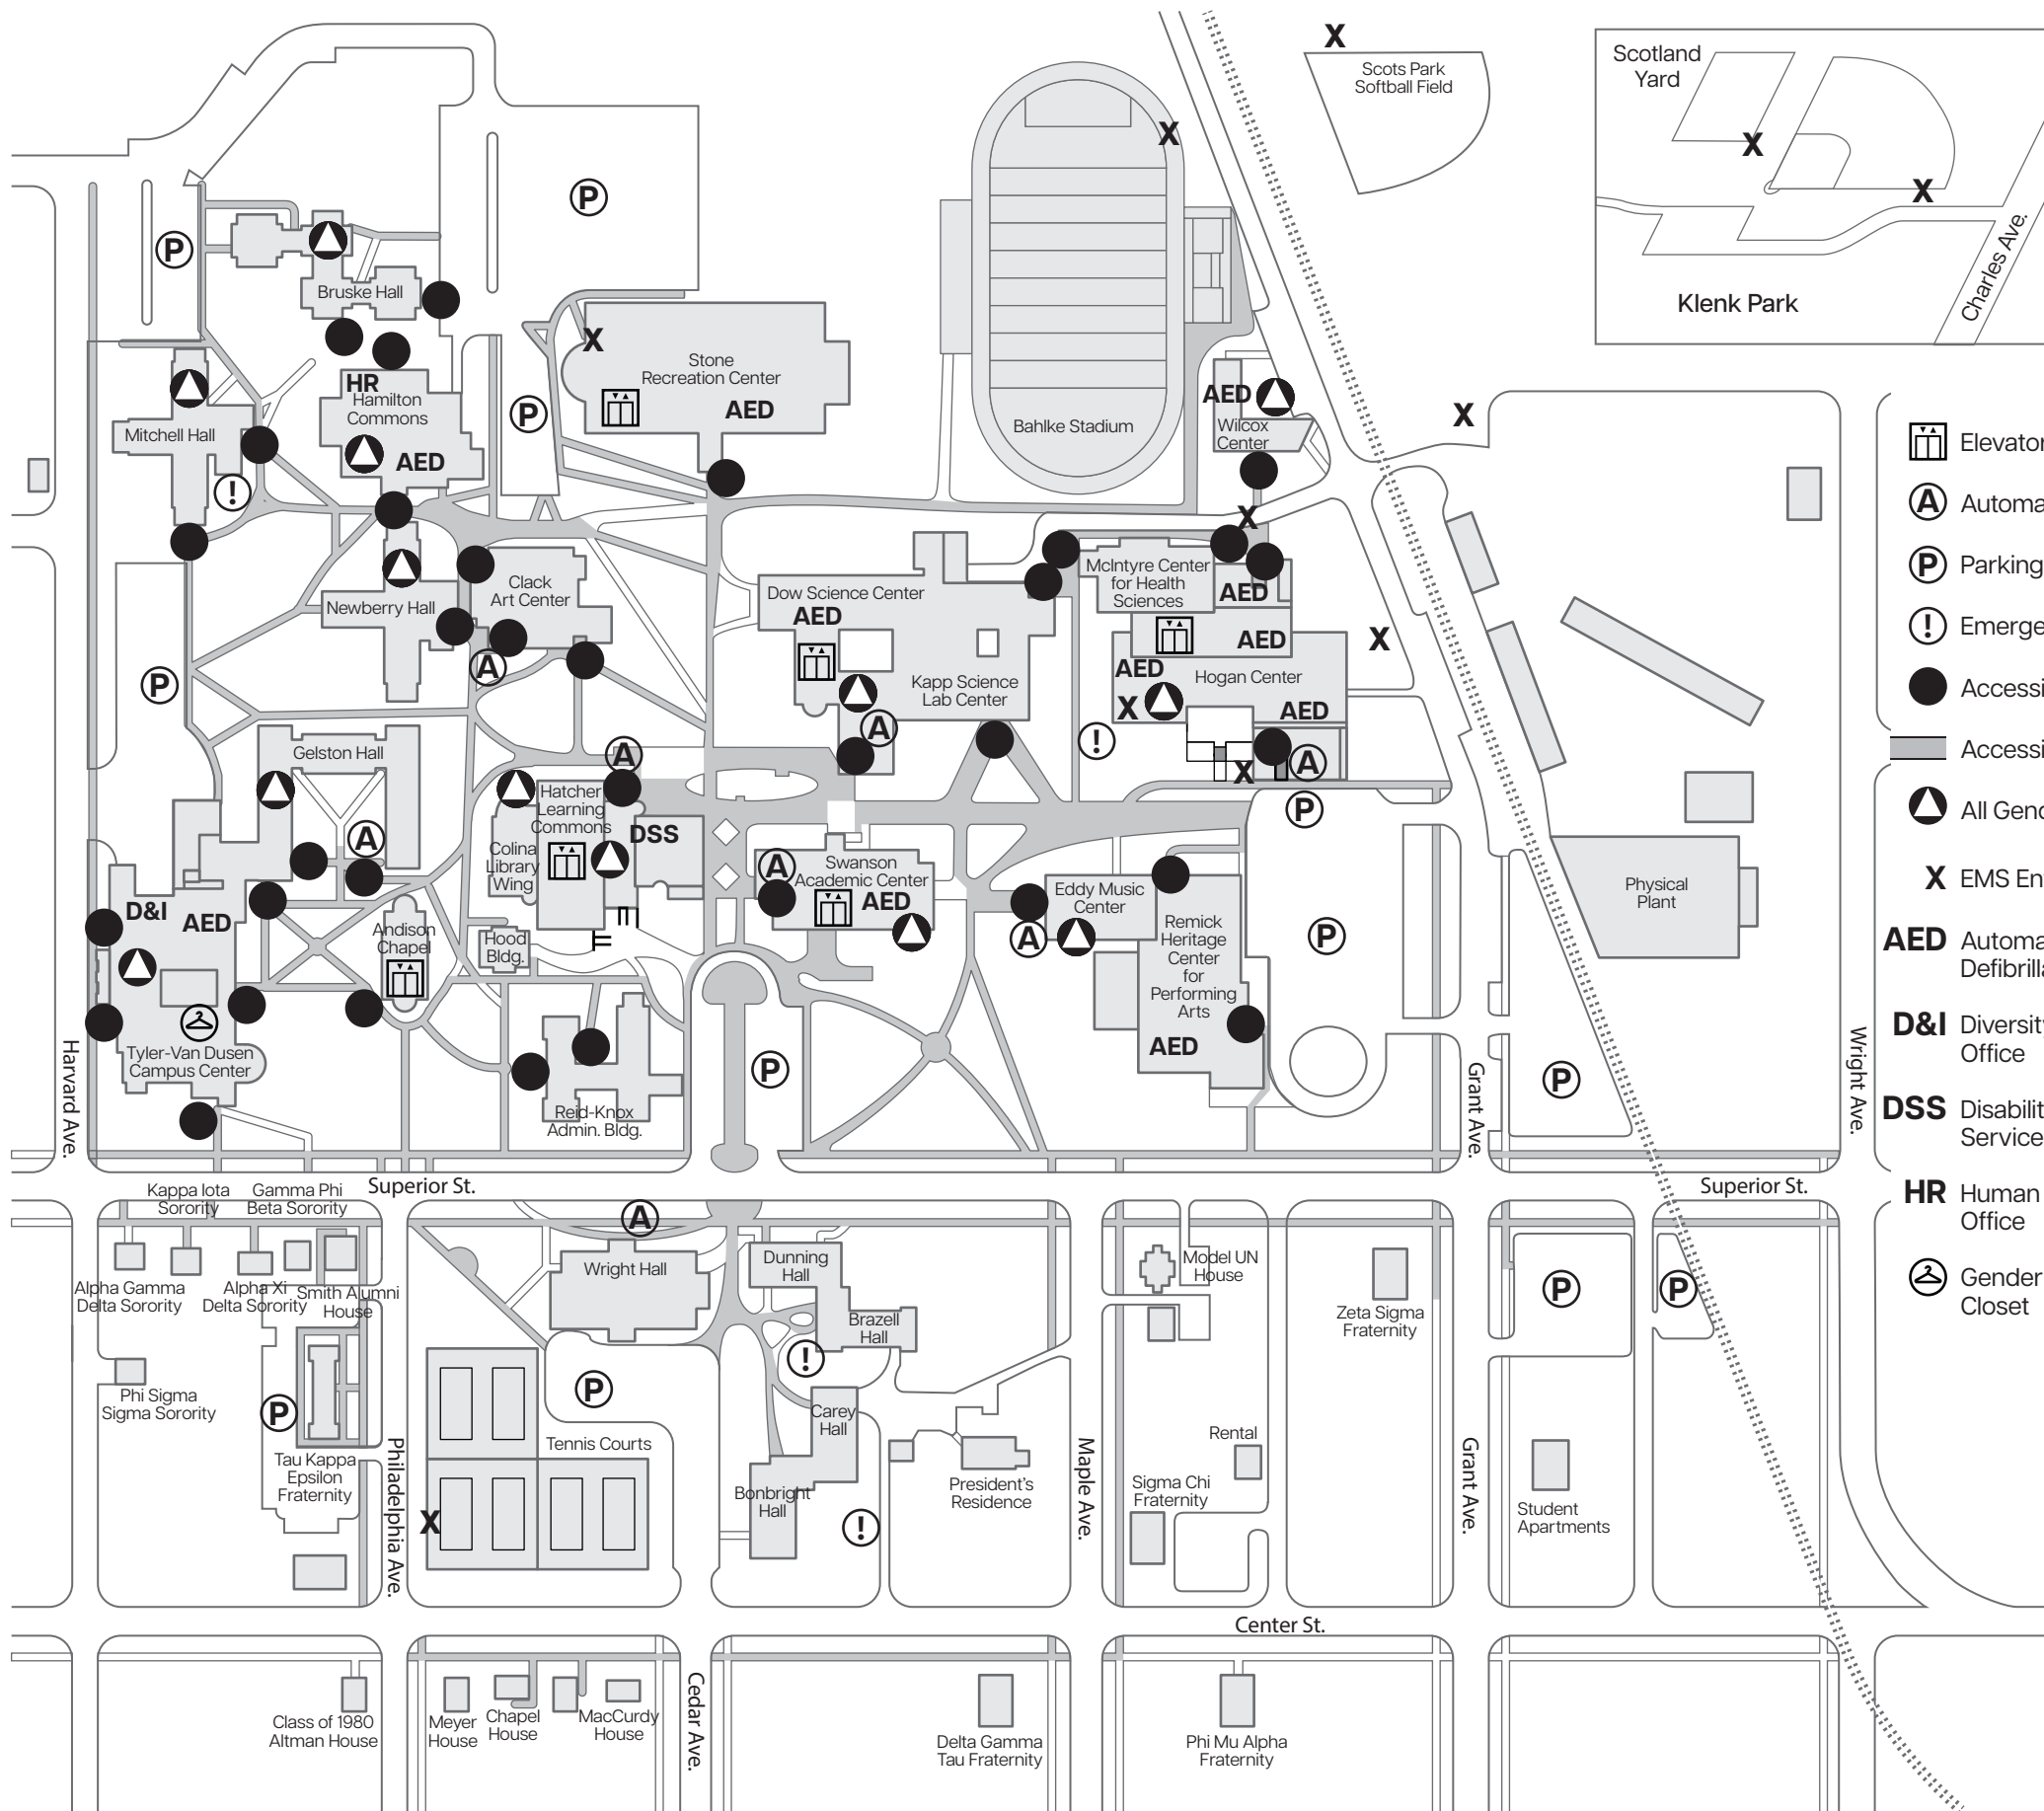 X
Scots Park
Softball Field
Scotland
Yard
X
X
X
Charles Ave.
Klenk Park
P
P
Bruske Hall
X
Stone
Recreation Center
AED
P
HR
Hamilton
Commons
AED
Mitchell Hall
!
Bahlke Stadium
AED
Wilcox
Center
X
X
Newberry Hall
Clack
Art Center
A
P
Dow Science Center
AED
Kapp Science
Lab Center
A
McIntyre Center
for Health
Sciences
AED
AED
AED
Hogan Center
X
AED
X
!
X
A
P
Gelston Hall
A
A
Hatcher
Learning
Commons
DSS
Colina
Library
Wing
A
Swanson
Academic Center
AED
Eddy Music
Center
A
Remick
Heritage
Center
for
Performing
Arts
AED
P
Physical
Plant
D&I
AED
Andison
Chapel
Hood
Bldg.
Tyler-Van Dusen
Campus Center
Reid-Knox
Admin. Bldg.
P
P
Harvard Ave.
Grant Ave.
Wright Ave.
Elevator
A Automa
P Parking
! Emerge
Accessi
Accessi
All Gend
X EMS En
AED Automa
Defibrilla
D&I Diversit
Office
DSS Disabilit
Service
HR Human
Office
Gender
Closet
Superior St.
Superior St.
Kappa Iota
Sorority
Gamma Phi
Beta Sorority
Alpha Gamma
Delta Sorority
Alpha Xi
Delta Sorority
Smith Alumni
House
Phi Sigma
Sigma Sorority
P
Tau Kappa
Epsilon
Fraternity
Philadelphia Ave.
A
Wright Hall
Dunning
Hall
Brazell
Hall
!
P
Carey
Hall
Tennis Courts
X
Bonbright
Hall
!
President's
Residence
Maple Ave.
Model UN
House
Zeta Sigma
Fraternity
Rental
Sigma Chi
Fraternity
Grant Ave.
P
P
Student
Apartments
Center St.
Class of 1980
Altman House
Meyer
House
Chapel
House
MacCurdy
House
Cedar Ave.
Delta Gamma
Tau Fraternity
Phi Mu Alpha
Fraternity